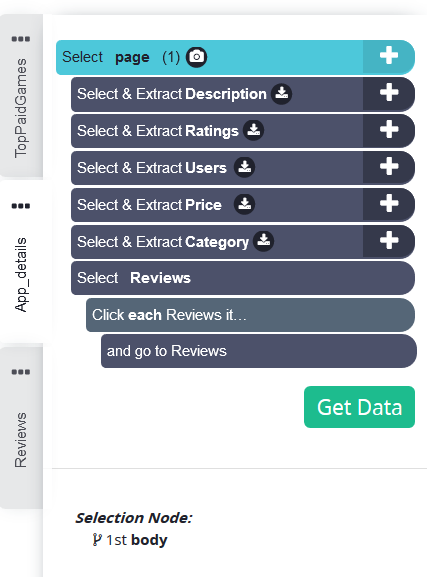 TopPaidGames
App_details
Reviews
Select page (1)
Select & Extract Description
Select & Extract Ratings
Select & Extract Users
Select & Extract Price
Select & Extract Category
Select Reviews
Click each Reviews it...
and go to Reviews
Get Data
Selection Node:
1st body